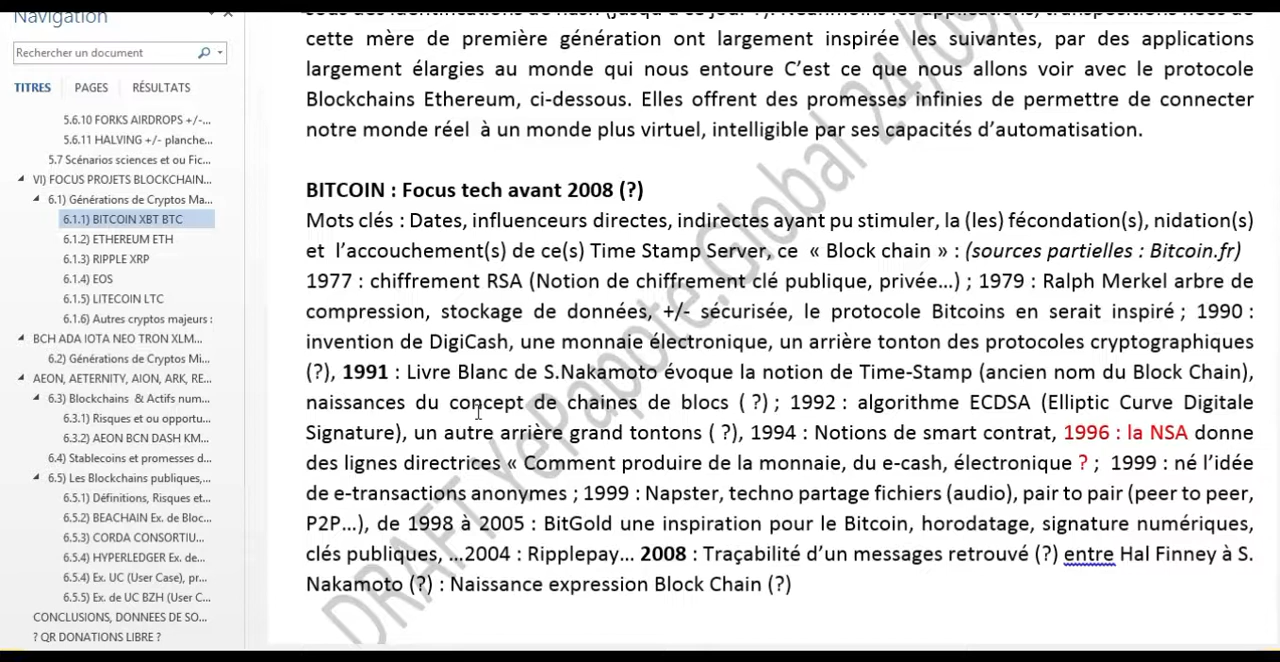 Navigation
Rechercher un document
TITRES PAGES RÉSULTATS
5.6.10 FORKS AIRDROPS +/-...
5.6.11 HALVING +/- planche...
5.7 Scénarios sciences et ou Fic...
VI) FOCUS PROJETS BLOCKCHAIN...
6.1) Générations de Cryptos Ma...
6.1.1) BITCOIN XBT BTC
6.1.2) ETHEREUM ETH
6.1.3) RIPPLE XRP
6.1.4) EOS
6.1.5) LITECOIN LTC
6.1.6) Autres cryptos majeurs :
BCH ADA IOTA NEO TRON XLM...
6.2) Générations de Cryptos Mi...
AEON, AETERNITY, AION, ARK, RE...
6.3) Blockchains & Actifs num...
6.3.1) Risques et ou opportu...
6.3.2) AEON BCN DASH KM...
6.4) Stablecoins et promesses d...
6.5) Les Blockchains publiques,...
6.5.1) Définitions, Risques et...
6.5.2) BEACHAIN Ex. de Bloc...
6.5.3) CORDA CONSORTIU...
6.5.4) HYPERLEDGER Ex. de...
6.5.4) Ex. UC (User Case), pr...
6.5.5) Ex. de UC BZH (User C...
CONCLUSIONS, DONNEES DE SO...
? QR DONATIONS LIBRE ?
cette mère de première génération ont largement inspirée les suivantes, par des applications
largement élargies au monde qui nous entoure C'est ce que nous allons voir avec le protocole
Blockchains Ethereum, ci-dessous. Elles offrent des promesses infinies de permettre de connecter
notre monde réel à un monde plus virtuel, intelligible par ses capacités d'automatisation.
BITCOIN : Focus tech avant 2008 (?)
Mots clés : Dates, influenceurs directes, indirectes ayant pu stimuler, la (les) fécondation(s), nidation(s)
et l'accouchement(s) de ce(s) Time Stamp Server, ce « Block chain » : (sources partielles : Bitcoin.fr)
1977 : chiffrement RSA (Notion de chiffrement clé publique, privée...) ; 1979 : Ralph Merkel arbre de
compression, stockage de données, +/- sécurisée, le protocole Bitcoins en serait inspiré ; 1990 :
invention de DigiCash, une monnaie électronique, un arrière tonton des protocoles cryptographiques
(?), 1991 : Livre Blanc de S.Nakamoto évoque la notion de Time-Stamp (ancien nom du Block Chain),
naissances du concept de chaines de blocs ( ?) ; 1992 : algorithme ECDSA (Elliptic Curve Digitale
Signature), un autre arrière grand tontons ( ?), 1994 : Notions de smart contrat, 1996 : la NSA donne
des lignes directrices « Comment produire de la monnaie, du e-cash, électronique ? ; 1999 : né l'idée
de e-transactions anonymes ; 1999 : Napster, techno partage fichiers (audio), pair to pair (peer to peer,
P2P...), de 1998 à 2005 : BitGold une inspiration pour le Bitcoin, horodatage, signature numériques,
clés publiques, ...2004 : Ripplepay... 2008 : Traçabilité d'un messages retrouvé (?) entre Hal Finney à S.
Nakamoto (?) : Naissance expression Block Chain (?)
DRAFT YePapote.Global 24/09/